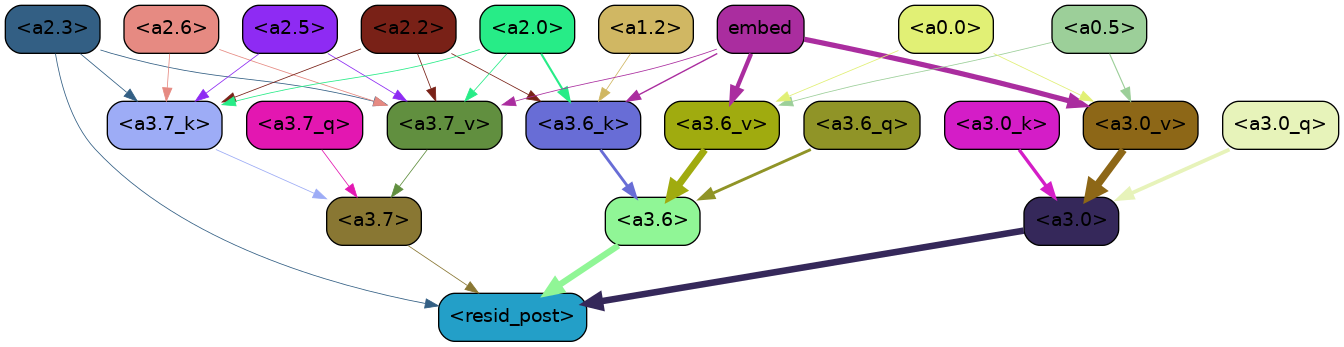 <a2.3> <a2.6> <a2.5> <a2.2> <a2.0> <a1.2> embed <a0.0> <a0.5>
<a3.7_k> <a3.7_q> <a3.7_v> <a3.6_k> <a3.6_v> <a3.6_q> <a3.0_k> <a3.0_v> <a3.0_q>
<a3.7> <a3.6> <a3.0>
<resid_post>